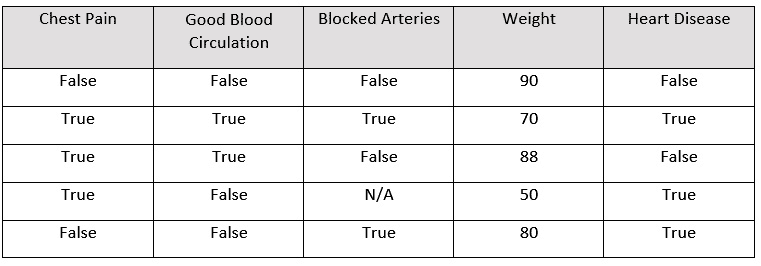 Chest Pain Good Blood Circulation Blocked Arteries Weight Heart Disease
False False False 90 False
True True True 70 True
True True False 88 False
True False N/A 50 True
False False True 80 True